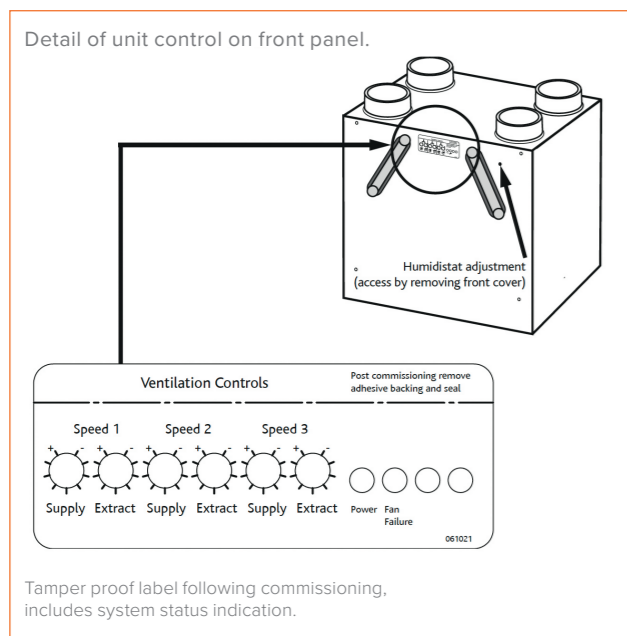 Detail of unit control on front panel.
Humidistat adjustment
(access by removing front cover)
Ventilation Controls
Post commissioning remove
adhesive backing and seal
Speed 1 Speed 2 Speed 3
+ - + - + - + - + - + -
Supply Extract Supply Extract Supply Extract
Power Fan
Failure
061021
Tamper proof label following commissioning,
includes system status indication.